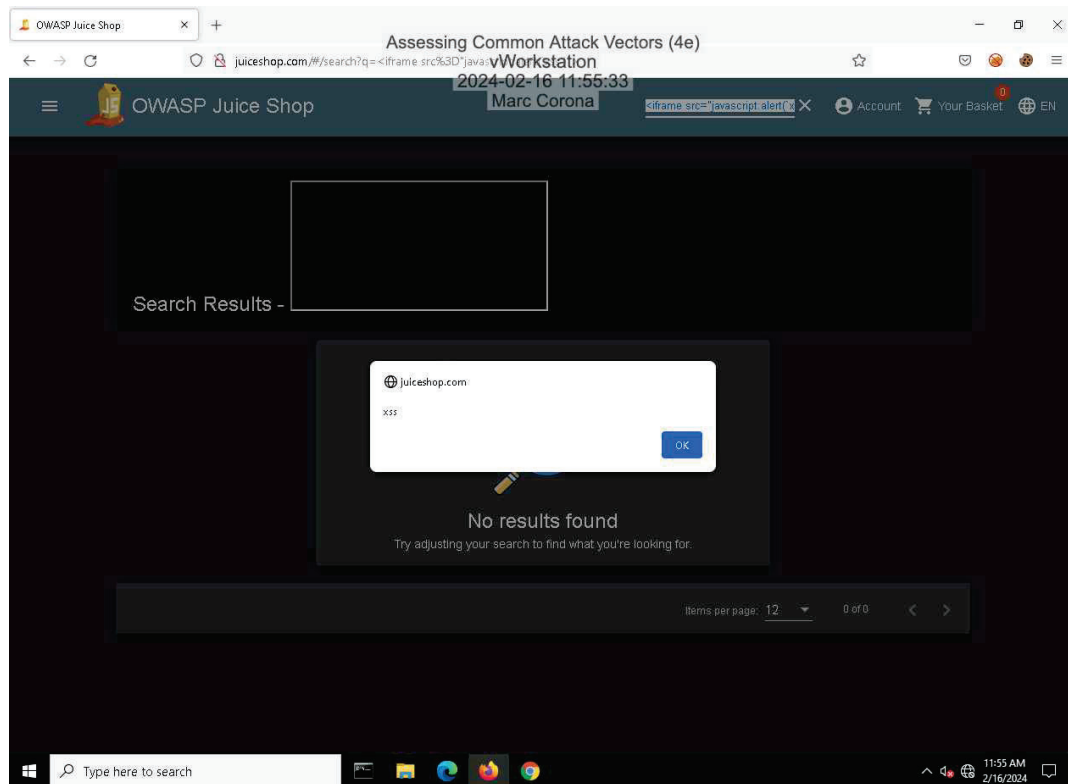 OWASP Juice Shop
Assessing Common Attack Vectors (4e)
vWorkstation
2024-02-16 11:55:33
Marc Corona
juiceshop.com/#/search?q=<iframe src%3D"javas
OWASP Juice Shop
<iframe src="javascript:alert(`x
Account
0
Your Basket
EN
Search Results -
juiceshop.com
xss
OK
No results found
Try adjusting your search to find what you're looking for.
Items per page: 12
0 of 0
Type here to search
11:55 AM
2/16/2024